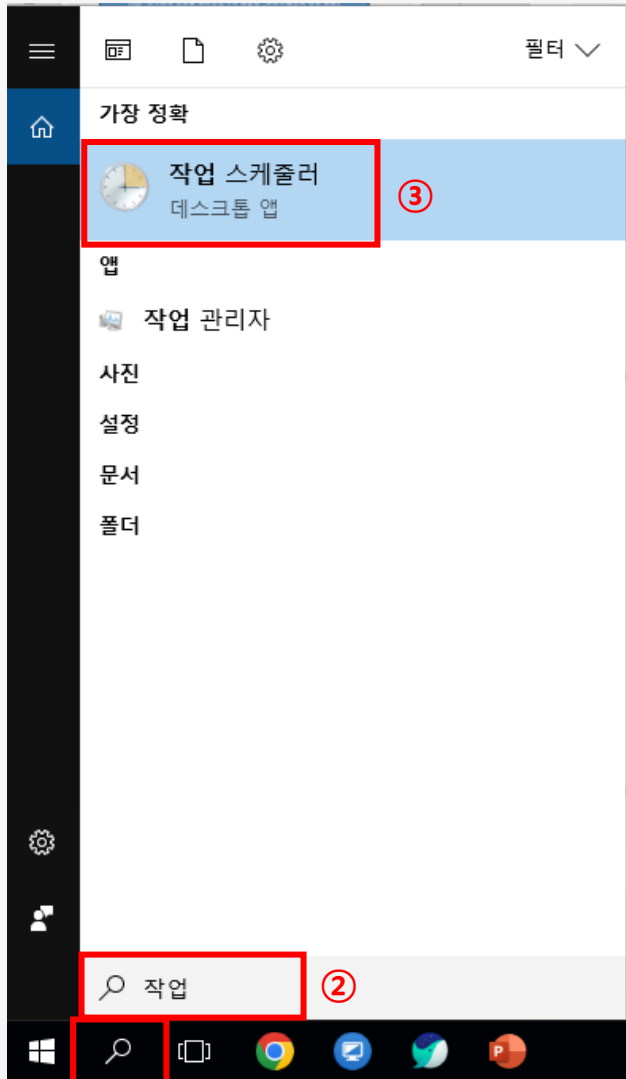 필터
가장 정확
작업 스케줄러
데스크톱 앱
③
앱
작업 관리자
사진
설정
문서
폴더
작업
②